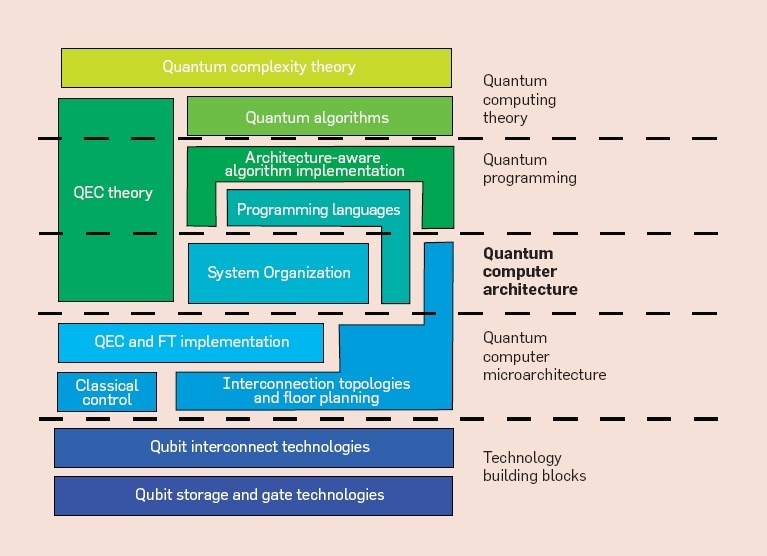 Quantum complexity theory
Quantum
computing
theory
Quantum algorithms
Architecture-aware
algorithm implementation
Quantum
programming
QEC theory
Programming languages
System Organization
Quantum
computer
architecture
QEC and FT implementation
Quantum
computer
microarchitecture
Classical
control
Interconnection topologies
and floor planning
Qubit interconnect technologies
Technology
building blocks
Qubit storage and gate technologies